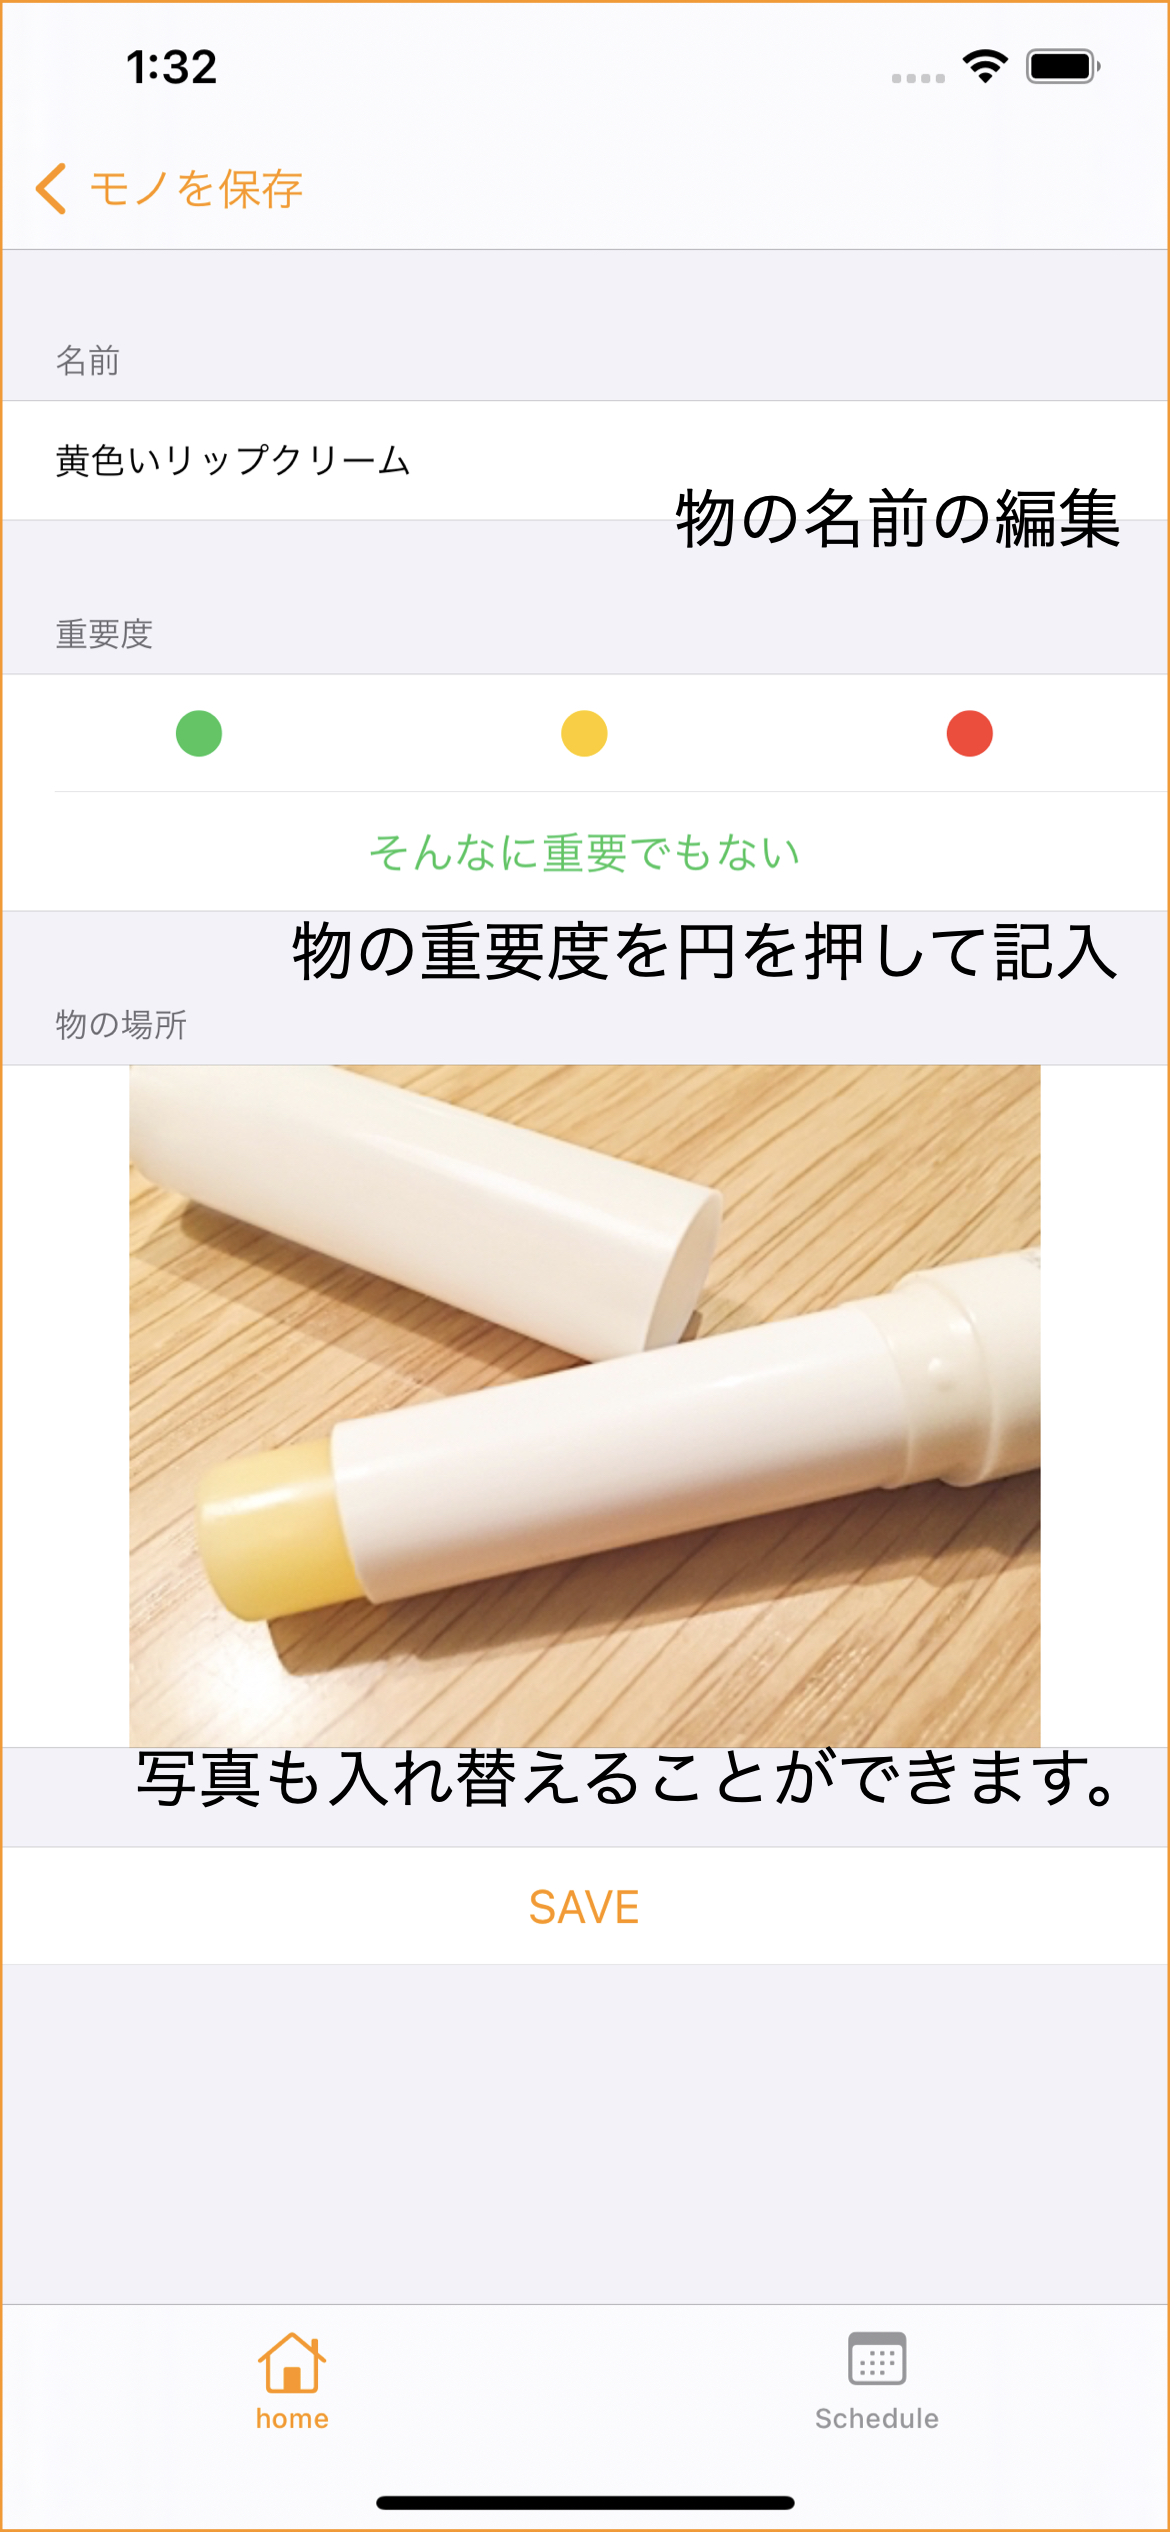 1:32
モノを保存
名前
黄色いリップクリーム
物の名前の編集
重要度
そんなに重要でもない
物の重要度を円を押して記入
物の場所
写真も入れ替えることができます。
SAVE
home
Schedule